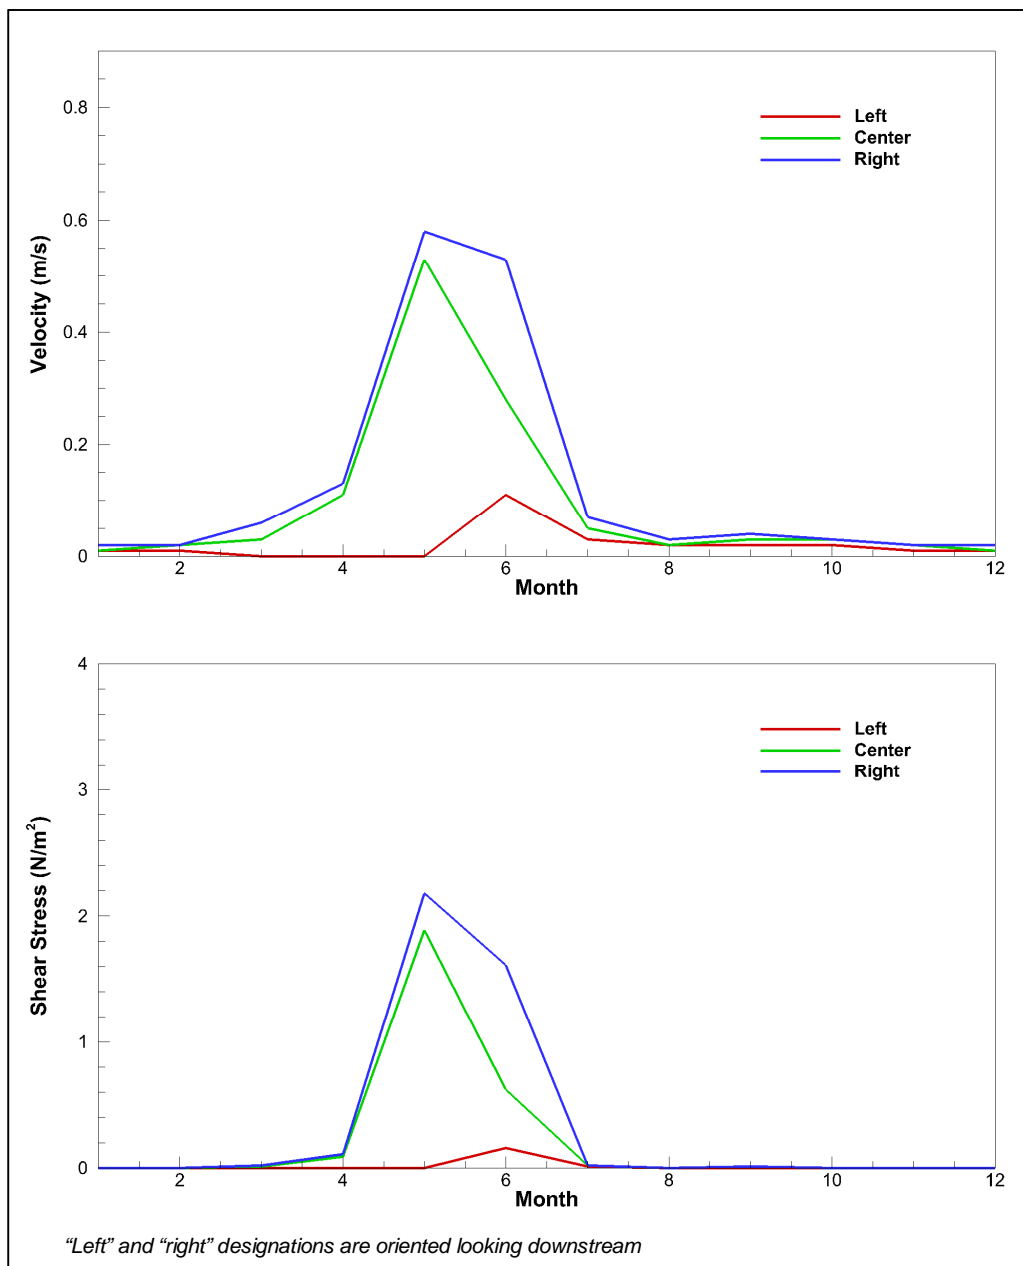 0.8
Left
Center
Right
0.6
Velocity (m/s)
0.4
0.2
0
2 4 6 8 10 12
Month
4
Left
Center
Right
3
Shear Stress (N/m²)
2
1
0
2 4 6 8 10 12
Month
“Left” and “right” designations are oriented looking downstream